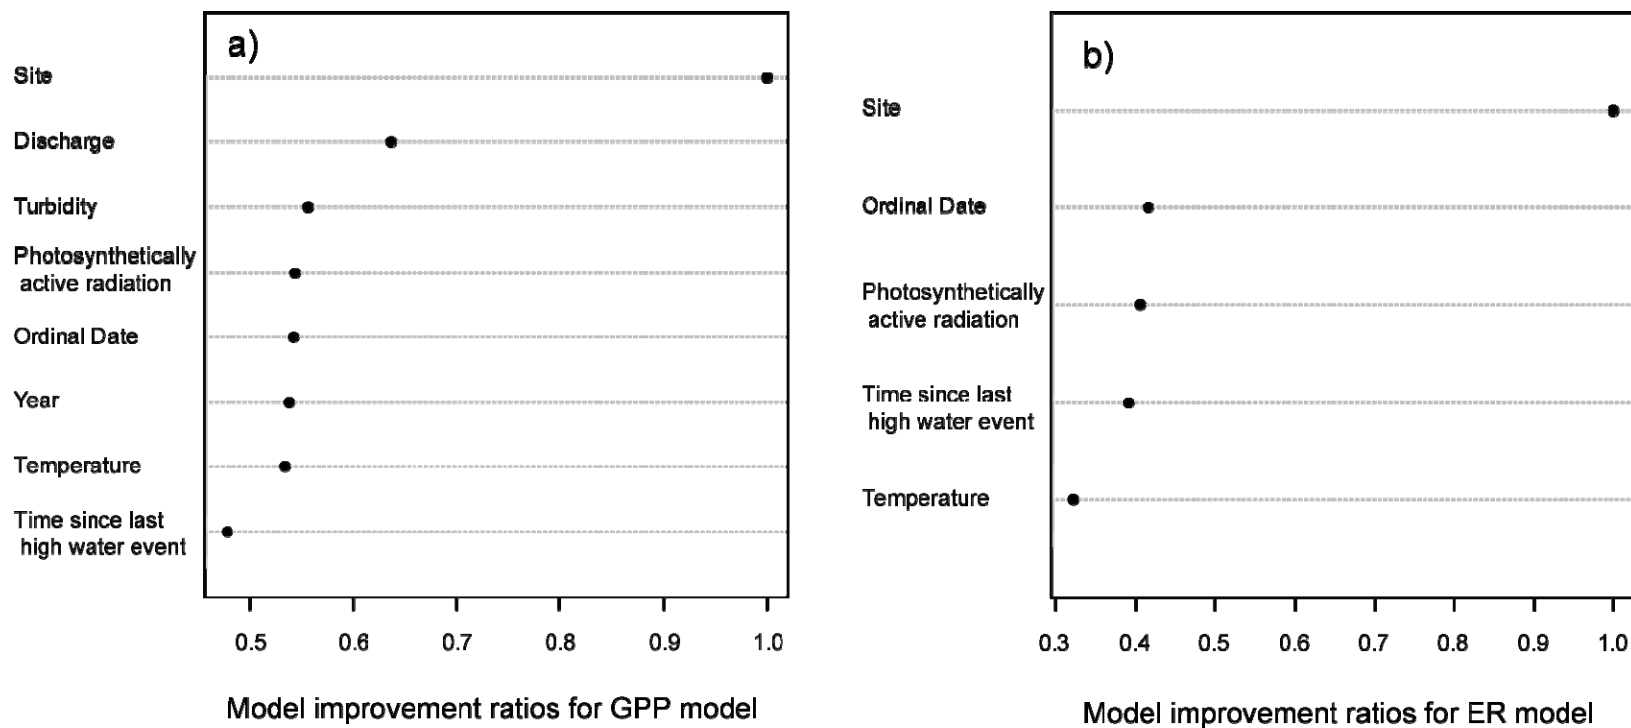 a)
Site
Discharge
Turbidity
Photosynthetically
active radiation
Ordinal Date
Year
Temperature
Time since last
high water event
0.5 0.6 0.7 0.8 0.9 1.0
Model improvement ratios for GPP model
b)
Site
Ordinal Date
Photosynthetically
active radiation
Time since last
high water event
Temperature
0.3 0.4 0.5 0.6 0.7 0.8 0.9 1.0
Model improvement ratios for ER model